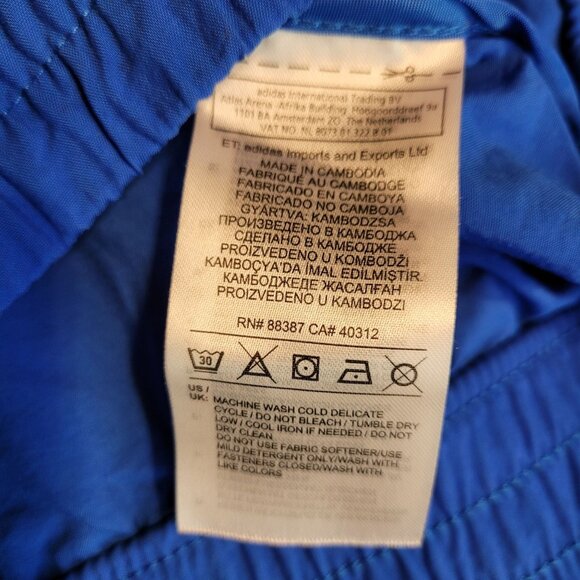 adidas International Trading BV
Atlas Arena-Afrika Building, Hoogoorddreef 9a
1101 BA Amsterdam ZO, The Netherlands
VAT NO. NL 8073.01.322.B.01
ET: adidas Imports and Exports Ltd
MADE IN CAMBODIA
FABRIQUÉ AU CAMBODGE
FABRICADO EN CAMBOYA
FABRICADO NO CAMBOJA
GYÁRTVA: KAMBODZSA
ПРОИЗВЕДЕНО В КАМБОДЖА
СДЕЛАНО В КАМБОДЖЕ
PROIZVEDENO U KOMBODŽI
KAMBOÇYA'DA İMAL EDİLMİŞTİR.
КАМБОДЖЕДЕ ЖАСАЛҒАН
PROIZVEDENO U KAMBODZI
RN# 88387 CA# 40312
30
US /
UK: MACHINE WASH COLD DELICATE
CYCLE / DO NOT BLEACH / TUMBLE DRY
LOW / COOL IRON IF NEEDED / DO NOT
DRY CLEAN
DO NOT USE FABRIC SOFTENER/USE
MILD DETERGENT ONLY/WASH WITH
FASTENERS CLOSED/WASH WITH
LIKE COLORS